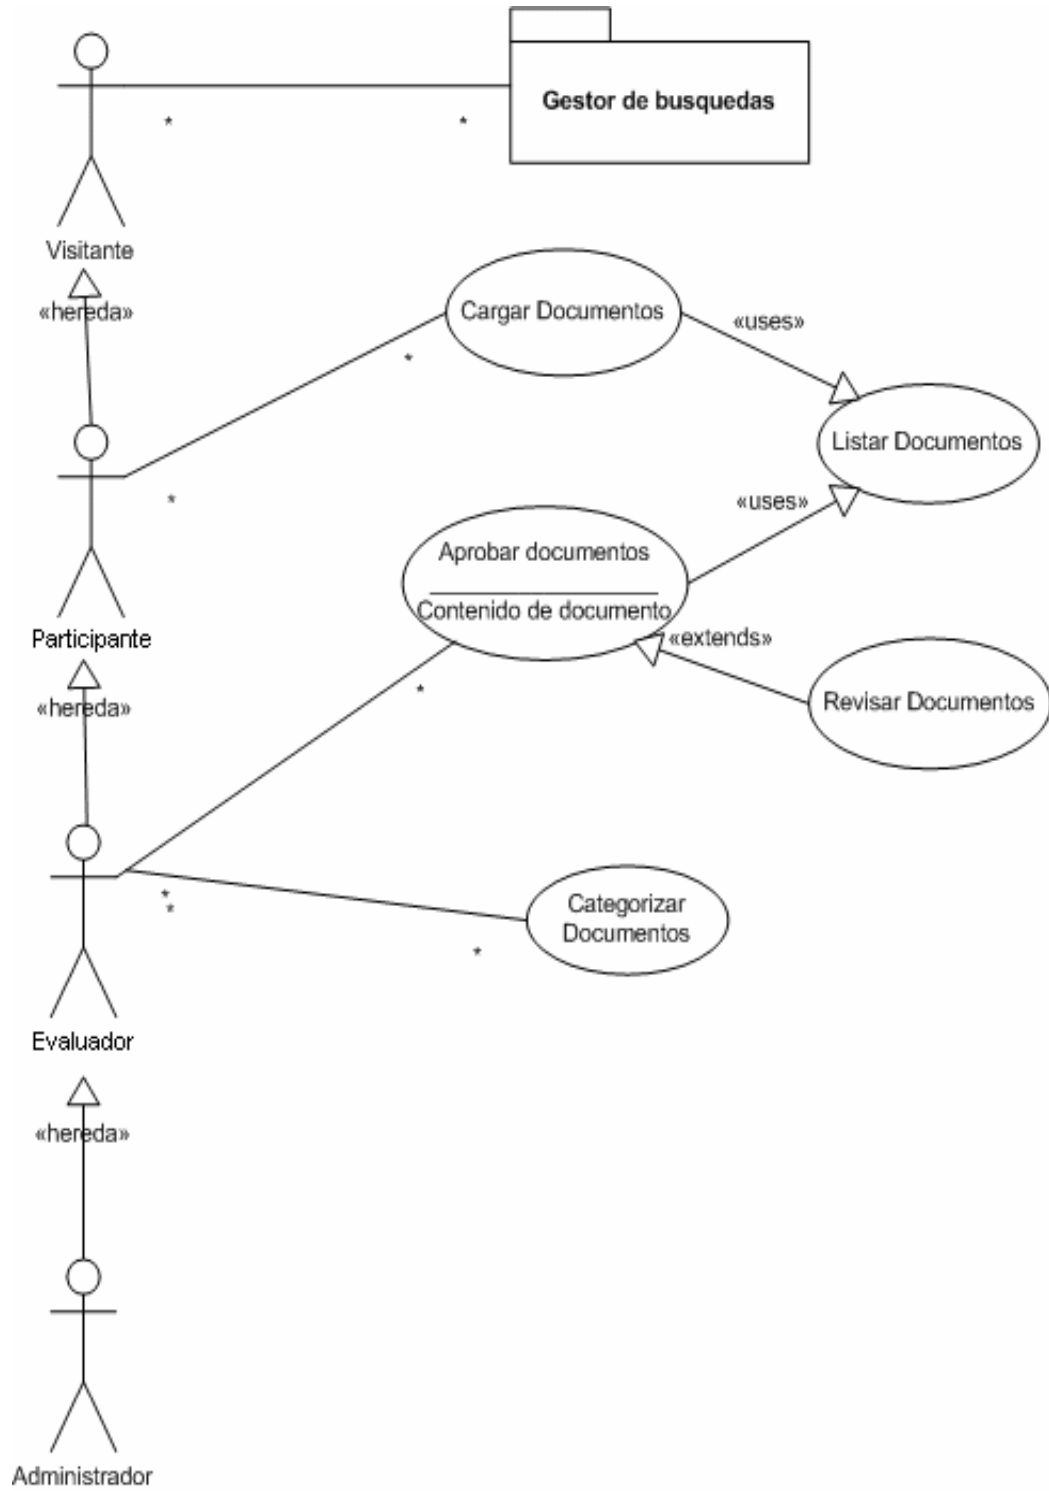 Gestor de busquedas
*
*
Visitante
«hereda»
Cargar Documentos
«uses»
*
Listar Documentos
*
«uses»
Aprobar documentos
Contenido de documento
Participante
«extends»
*
«hereda»
Revisar Documentos
*
*
Categorizar
Documentos
*
Evaluador
«hereda»
Administrador